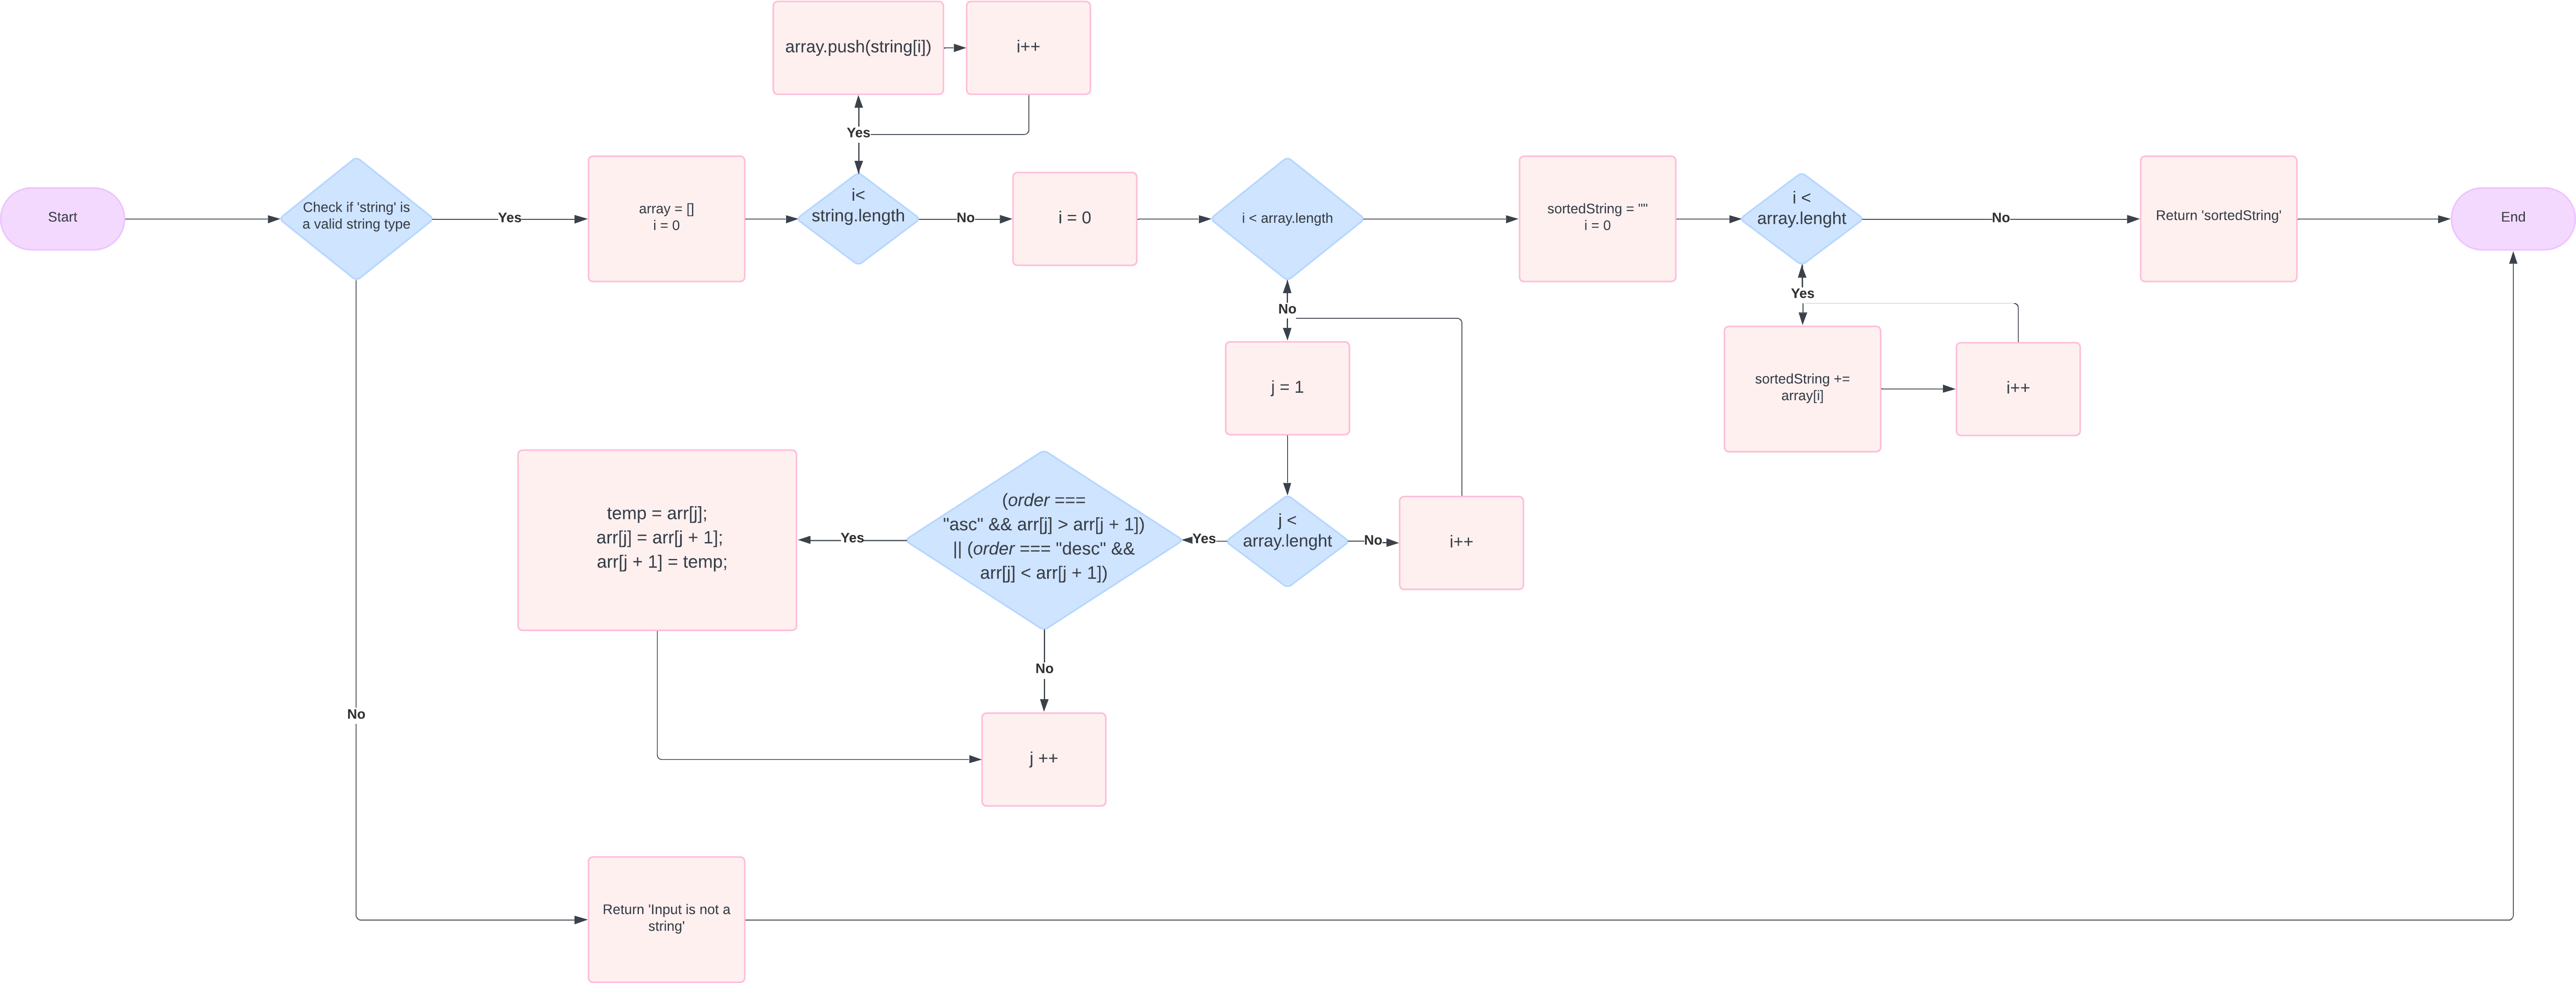 array.push(string[i])
i++
Yes
Start
Check if 'string' is
a valid string type
Yes
array = []
i = 0
i<
string.length
No
i = 0
i < array.length
sortedString = ""
i = 0
i <
array.lenght
No
Return 'sortedString'
End
Yes
No
j = 1
sortedString +=
array[i]
i++
temp = arr[j];
arr[j] = arr[j + 1];
arr[j + 1] = temp;
Yes
(order ===
"asc" && arr[j] > arr[j + 1])
|| (order === "desc" &&
arr[j] < arr[j + 1])
Yes
j <
array.lenght
No
i++
No
No
j ++
Return 'Input is not a
string'